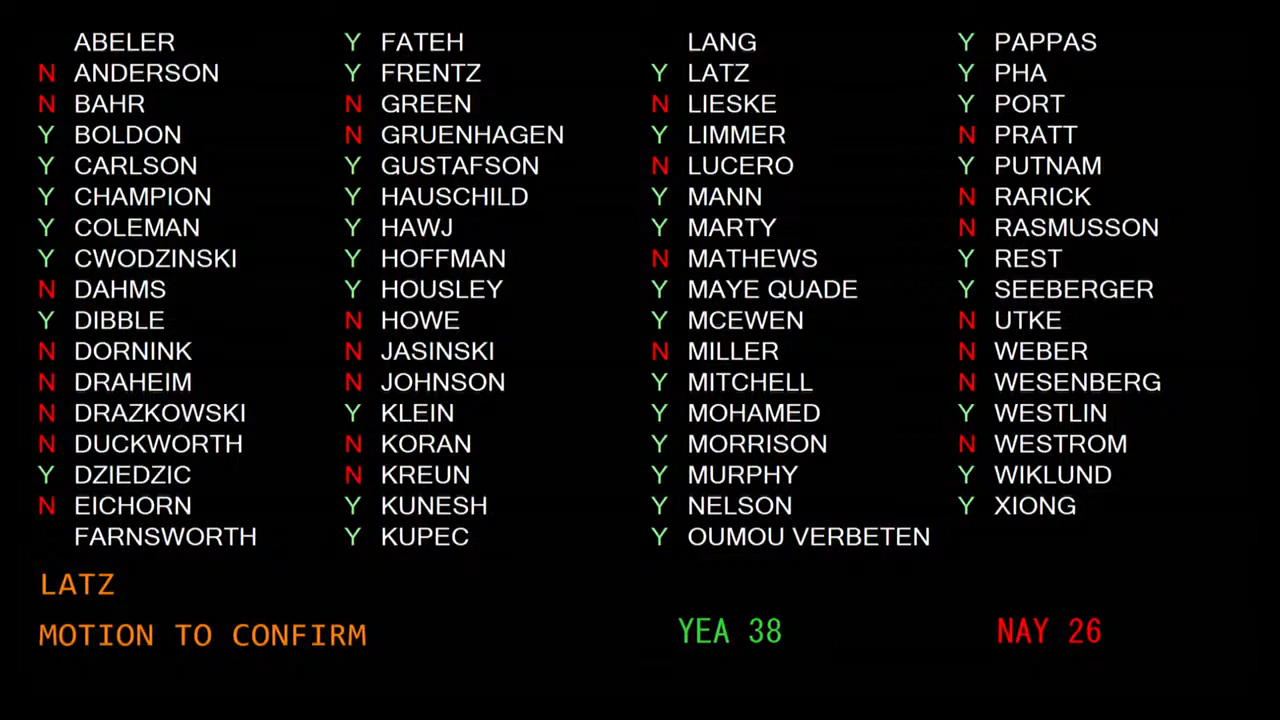 ABELER Y FATEH LANG Y PAPPAS
N ANDERSON Y FRENTZ Y LATZ Y PHA
N BAHR N GREEN N LIESKE Y PORT
Y BOLDON N GRUENHAGEN Y LIMMER N PRATT
Y CARLSON Y GUSTAFSON N LUCERO Y PUTNAM
Y CHAMPION Y HAUSCHILD Y MANN N RARICK
Y COLEMAN Y HAWJ Y MARTY N RASMUSSON
Y CWODZINSKI Y HOFFMAN N MATHEWS Y REST
N DAHMS Y HOUSLEY Y MAYE QUADE Y SEEBERGER
Y DIBBLE N HOWE Y MCEWEN N UTKE
N DORNINK N JASINSKI N MILLER N WEBER
N DRAHEIM N JOHNSON Y MITCHELL N WESENBERG
N DRAZKOWSKI Y KLEIN Y MOHAMED Y WESTLIN
N DUCKWORTH N KORAN Y MORRISON N WESTROM
Y DZIEDZIC N KREUN Y MURPHY Y WIKLUND
N EICHORN Y KUNESH Y NELSON Y XIONG
FARNSWORTH Y KUPEC Y OUMOU VERBETEN
LATZ
MOTION TO CONFIRM YEA 38 NAY 26